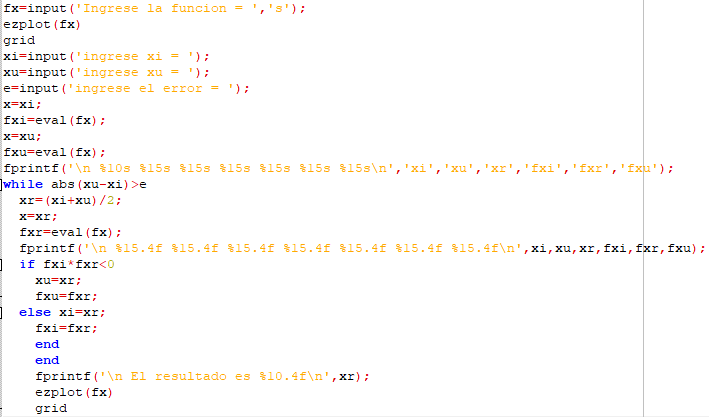 fx=input('Ingrese la funcion = ','s');
ezplot(fx)
grid
xi=input('ingrese xi = ');
xu=input('ingrese xu = ');
e=input('ingrese el error = ');
x=xi;
fxi=eval(fx);
x=xu;
fxu=eval(fx);
fprintf('\n %10s %15s %15s %15s %15s %15s %15s\n','xi','xu','xr','fxi','fxr','fxu');
while abs(xu-xi)>e
xr=(xi+xu)/2;
x=xr;
fxr=eval(fx);
fprintf('\n %15.4f %15.4f %15.4f %15.4f %15.4f %15.4f %15.4f\n',xi,xu,xr,fxi,fxr,fxu);
if fxi*fxr<0
xu=xr;
fxu=fxr;
else xi=xr;
fxi=fxr;
end
end
fprintf('\n El resultado es %10.4f\n',xr);
ezplot(fx)
grid